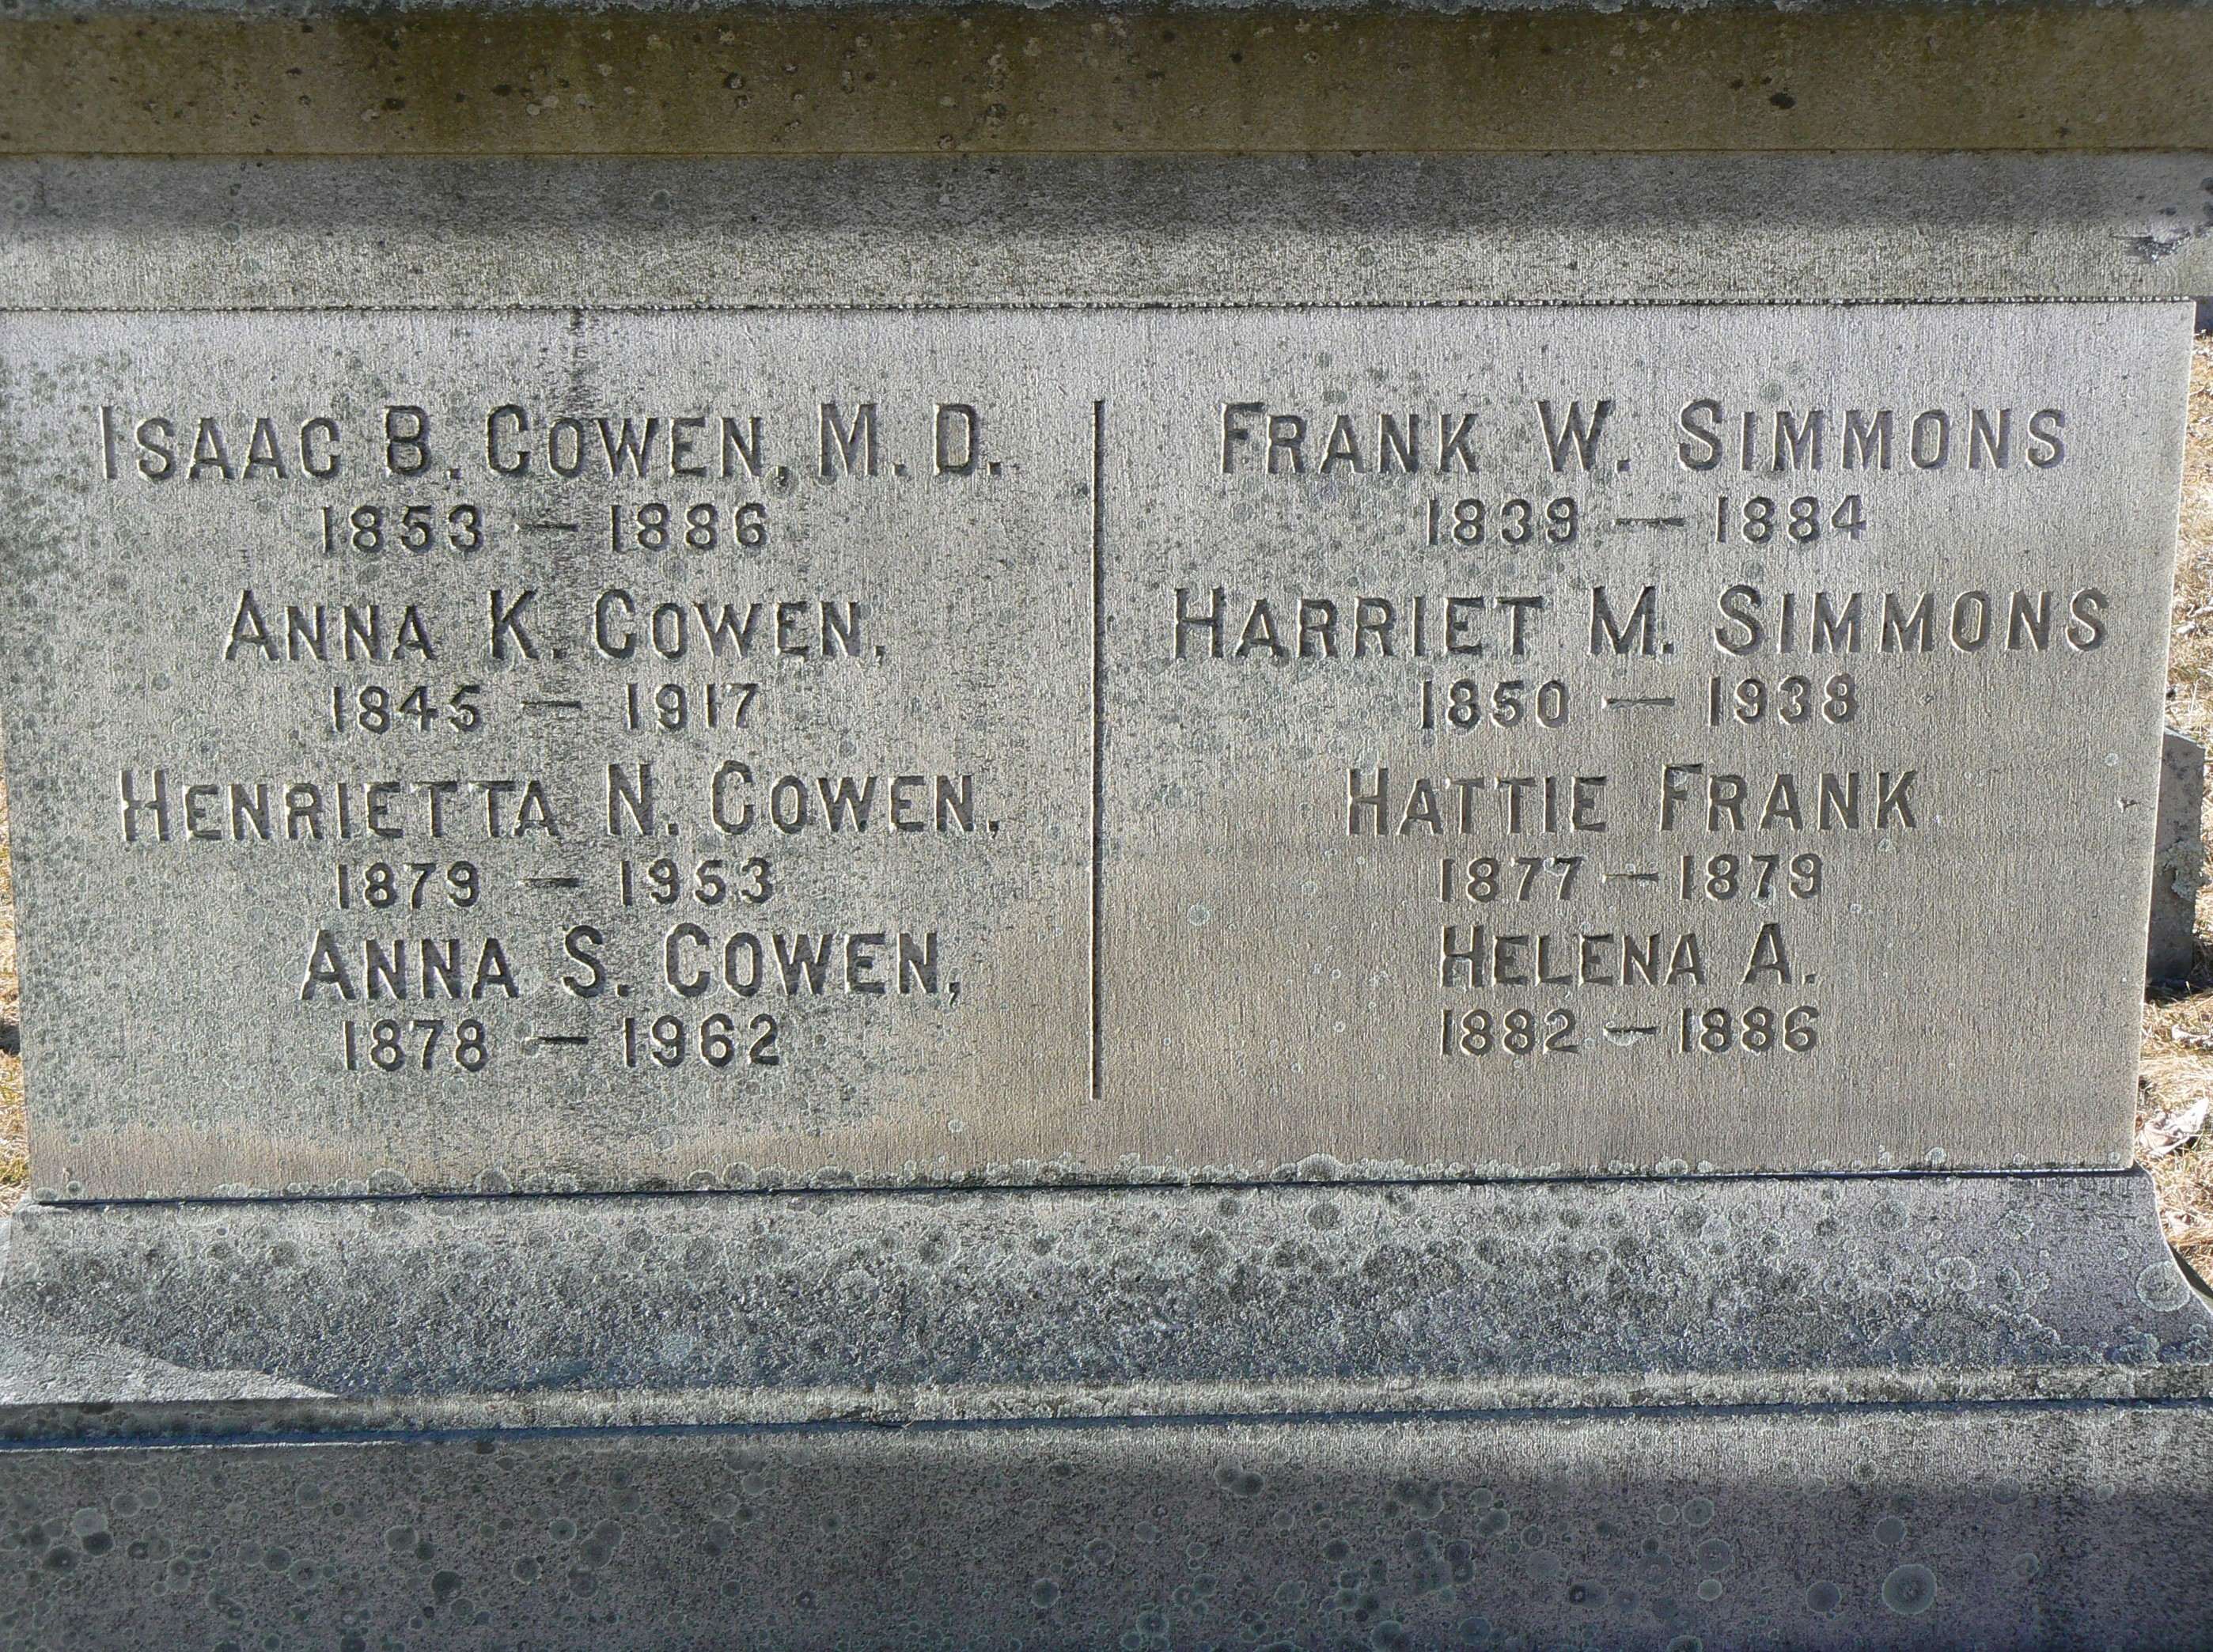 ISAAC B. COWEN, M. D.
1853 — 1886
ANNA K. COWEN,
1845 — 1917
HENRIETTA N. COWEN,
1879 — 1953
ANNA S. COWEN,
1878 — 1962
FRANK W. SIMMONS
1839 — 1884
HARRIET M. SIMMONS
1850 — 1938
HATTIE FRANK
1877 — 1879
HELENA A.
1882 — 1886